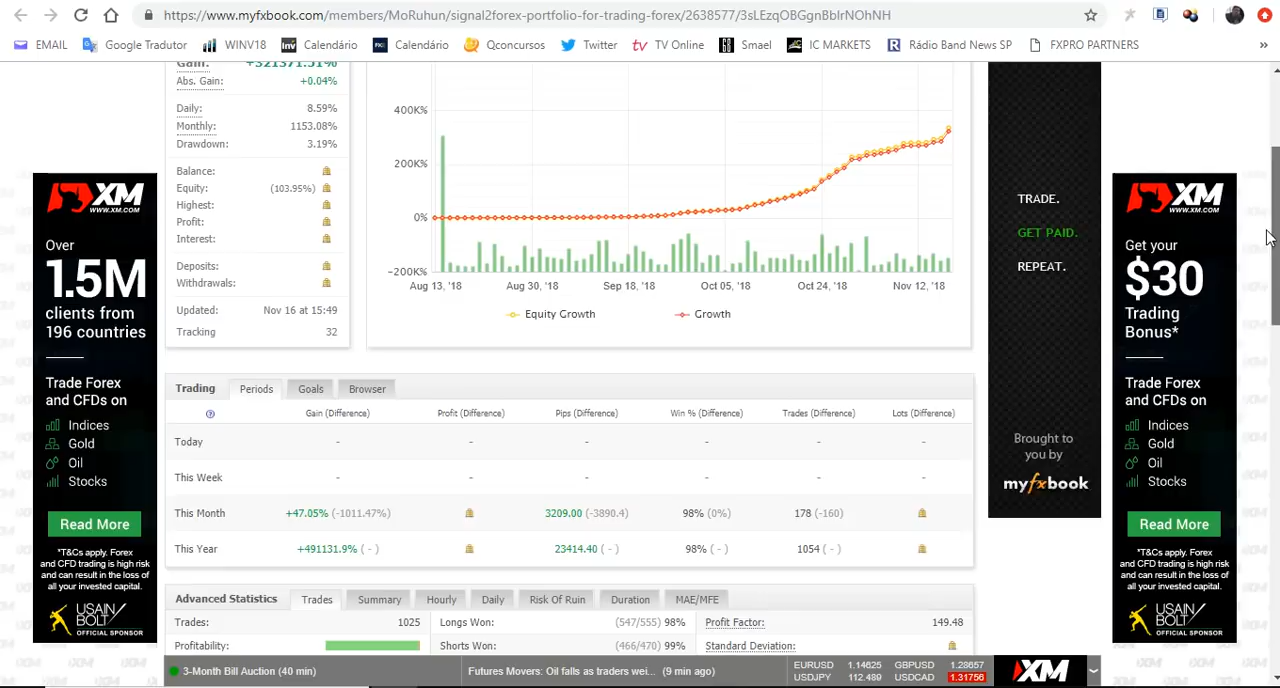 https://www.myfxbook.com/members/MoRuhun/signal2forex-portfolio-for-trading-forex/2638577/3sLEzqOBGgnBblrNOhNH
EMAIL Google Tradutor WINV18 Calendário Calendário Qconcursos Twitter TV Online Smael IC MARKETS Rádio Band News SP FXPRO PARTNERS »
Gain: +321371.51%
Abs. Gain: +0.04%
Daily: 8.59%
Monthly: 1153.08%
Drawdown: 3.19%
Balance:
Equity: (103.95%)
Highest:
Profit:
Interest:
Deposits:
Withdrawals:
Updated: Nov 16 at 15:49
Tracking 32
400K%
200K%
0%
-200K%
Aug 13, '18 Aug 30, '18 Sep 18, '18 Oct 05, '18 Oct 24, '18 Nov 12, '18
Equity Growth Growth
Trading Periods Goals Browser
Gain (Difference) Profit (Difference) Pips (Difference) Win % (Difference) Trades (Difference) Lots (Difference)
Today - - - - - -
This Week - - - - - -
This Month +47.05% (-1011.47%) 3209.00 (-3890.4) 98% (0%) 178 (-160)
This Year +491131.9% ( - ) 23414.40 ( - ) 98% ( - ) 1054 ( - )
Advanced Statistics Trades Summary Hourly Daily Risk Of Ruin Duration MAE/MFE
Trades: 1025 Longs Won: (547/555) 98% Profit Factor: 149.48
Profitability: Shorts Won: (466/470) 99% Standard Deviation:
3-Month Bill Auction (40 min) Futures Movers: Oil falls as traders wei... (9 min ago)
EURUSD 1.14625 GBPUSD 1.28657
USDJPY 112.489 USDCAD 1.31756
XM
XM
WWW.XM.COM
Over
1.5M
clients from
196 countries
Trade Forex
and CFDs on
Indices
Gold
Oil
Stocks
Read More
*T&Cs apply. Forex
and CFD trading is high risk
and can result in the loss of
all your invested capital.
USAIN
BOLT
OFFICIAL SPONSOR
TRADE.
GET PAID.
REPEAT.
Brought to
you by
myfxbook
XM
WWW.XM.COM
Get your
$30
Trading
Bonus*
Trade Forex
and CFDs on
Indices
Gold
Oil
Stocks
Read More
*T&Cs apply. Forex
and CFD trading is high risk
and can result in the loss of
all your invested capital.
USAIN
BOLT
OFFICIAL SPONSOR